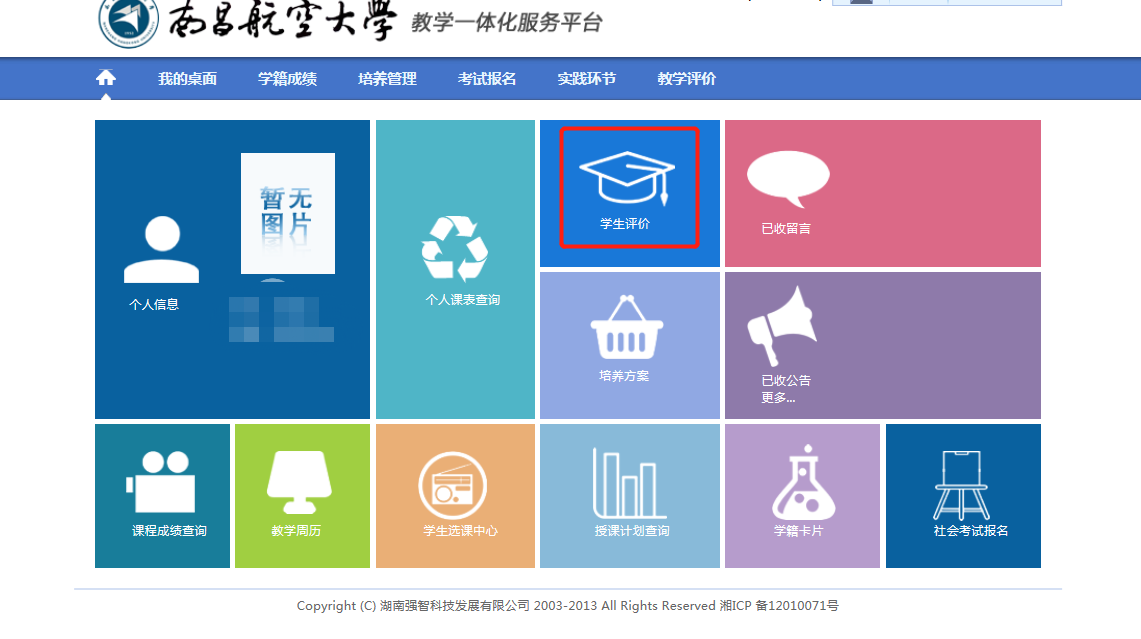 南昌航空大学 教学一体化服务平台
我的桌面 学籍成绩 培养管理 考试报名 实践环节 教学评价
暂无
图片
个人信息
个人课表查询
学生评价
已收留言
培养方案
已收公告
更多...
课程成绩查询
教学周历
学生选课中心
授课计划查询
学籍卡片
社会考试报名
Copyright (C) 湖南强智科技发展有限公司 2003-2013 All Rights Reserved 湘ICP 备12010071号